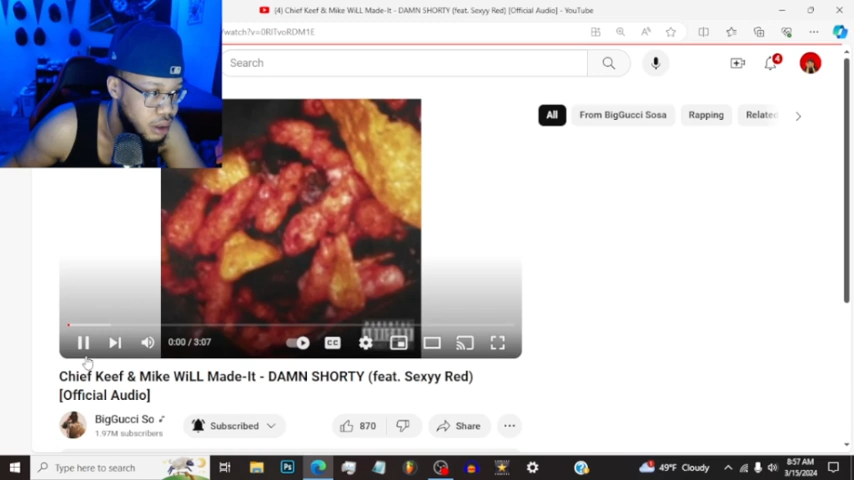 (4) Chief Keef & Mike WiLL Made-It - DAMN SHORTY (feat. Sexyy Red) [Official Audio] - YouTube
Search
4
All
From BigGucci Sosa
Rapping
Related
0:00 / 3:07
CC
Chief Keef & Mike WiLL Made-It - DAMN SHORTY (feat. Sexyy Red)
[Official Audio]
BigGucci So
1.97M subscribers
Subscribed
870
Share
Type here to search
Ps
49°F Cloudy
8:57 AM
3/15/2024